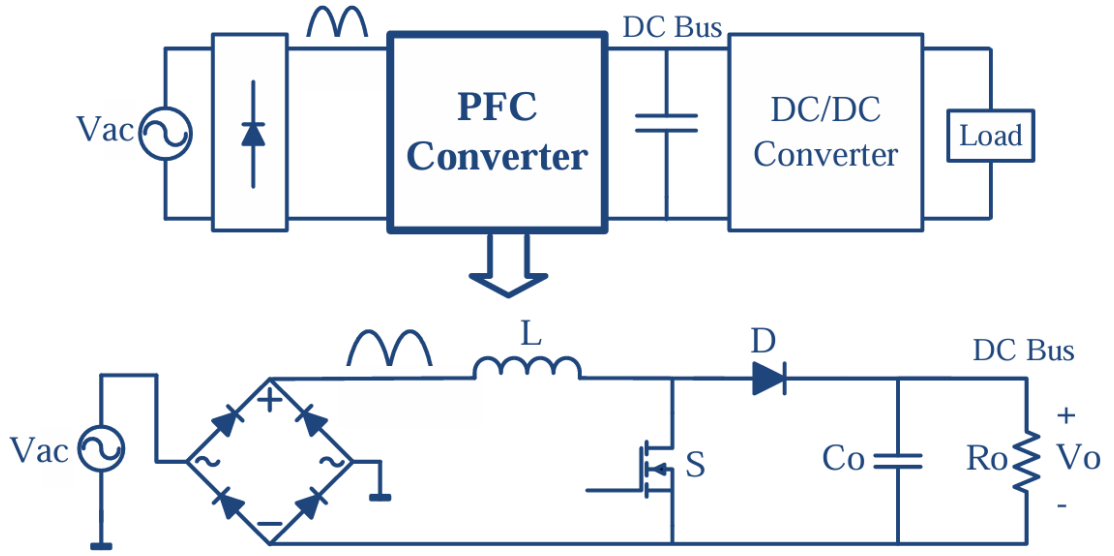 DC Bus
Vac
PFC
Converter
DC/DC
Converter
Load
L
D
DC Bus
Vac
+
-
S
Co
Ro
+
Vo
-